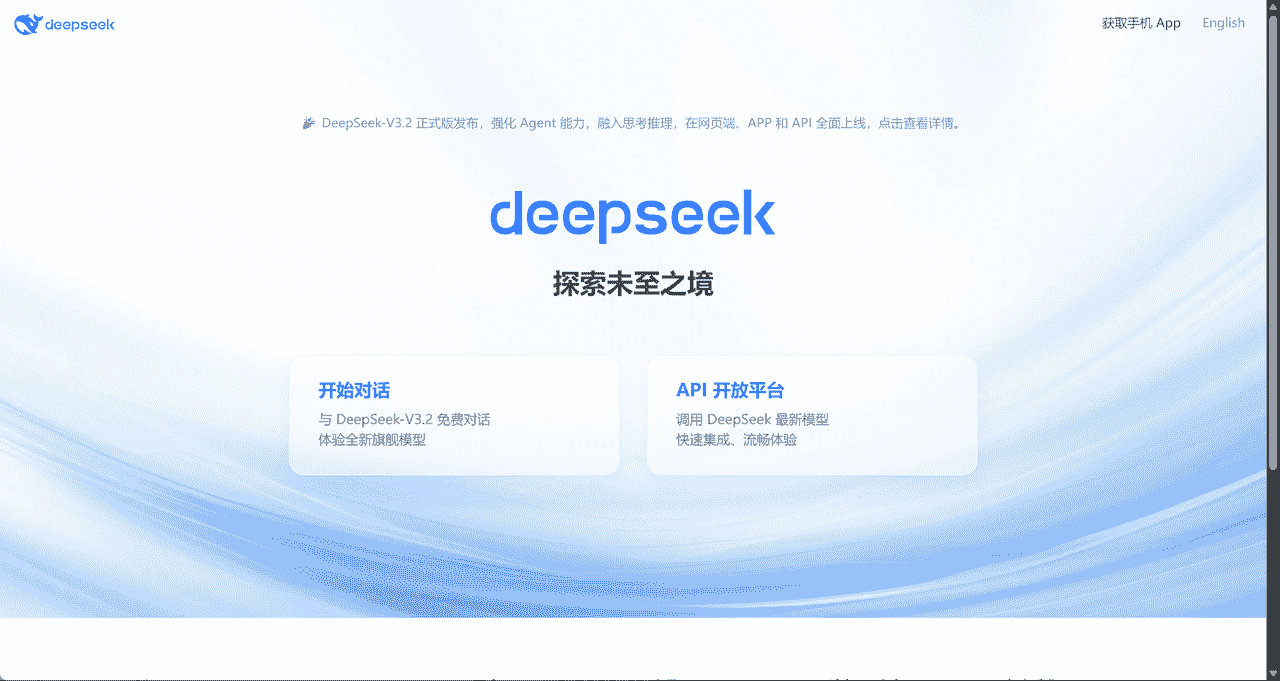 deepseek
获取手机 App
English
DeepSeek-V3.2 正式版发布，强化 Agent 能力，融入思考推理，在网页端、APP 和 API 全面上线，点击查看详情。
deepseek
探索未至之境
开始对话
与 DeepSeek-V3.2 免费对话
体验全新旗舰模型
API 开放平台
调用 DeepSeek 最新模型
快速集成、流畅体验